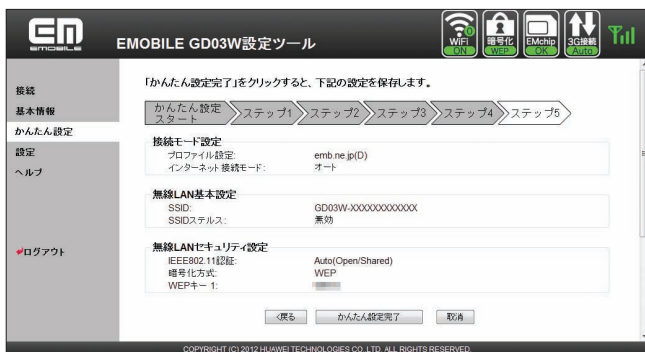 EM
EMOBILE
EMOBILE GD03W設定ツール
WiFi
ON
暗号化
WEP
EMchip
OK
3G接続
Auto
接続
基本情報
かんたん設定
設定
ヘルプ
ログアウト
「かんたん設定完了」をクリックすると、下記の設定を保存します。
かんたん設定
スタート
ステップ1
ステップ2
ステップ3
ステップ4
ステップ5
接続モード設定
プロファイル設定: emb.ne.jp(D)
インターネット接続モード: オート
無線LAN基本設定
SSID: GD03W-XXXXXXXXXXXX
SSIDステルス: 無効
無線LANセキュリティ設定
IEEE802.11認証: Auto(Open/Shared)
暗号化方式: WEP
WEPキー 1:
<戻る
かんたん設定完了
取消
COPYRIGHT (C) 2012 HUAWEI TECHNOLOGIES CO.,LTD. ALL RIGHTS RESERVED.